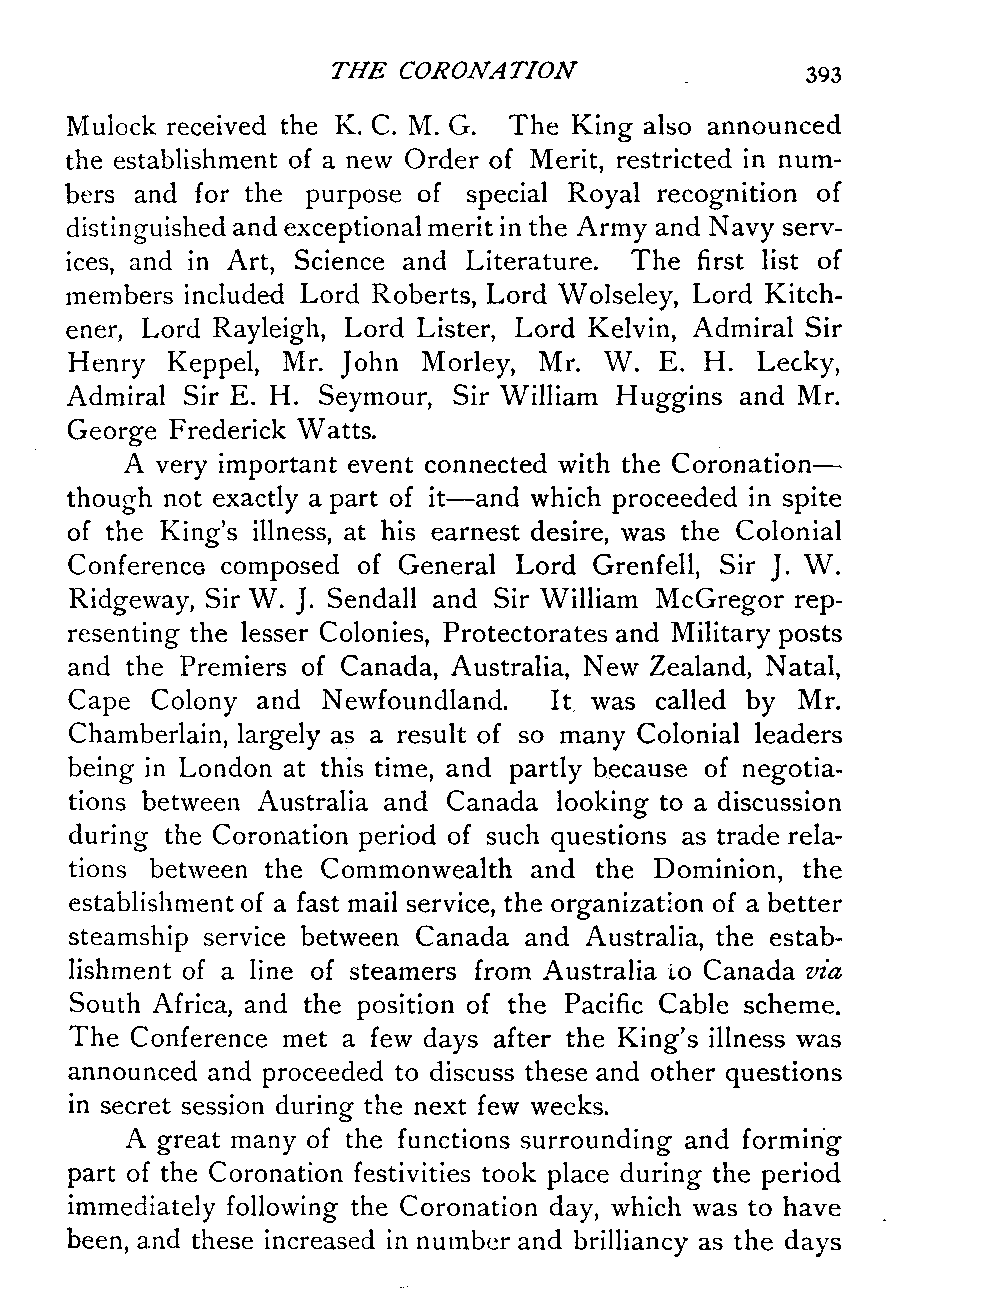 THE CORONATION 393
Mulock received the K. C. M. G. The King also announced
the establishment of a new Order of Merit, restricted in num-
bers and for the purpose of special Royal recognition of
distinguished and exceptional merit in the Army and Navy serv-
ices, and in Art, Science and Literature. The first list of
members included Lord Roberts, Lord Wolseley, Lord Kitch-
ener, Lord Rayleigh, Lord Lister, Lord Kelvin, Admiral Sir
Henry Keppel, Mr. John Morley, Mr. W. E. H. Lecky,
Admiral Sir E. H. Seymour, Sir William Huggins and Mr.
George Frederick Watts.
A very important event connected with the Coronation—
though not exactly a part of it—and which proceeded in spite
of the King's illness, at his earnest desire, was the Colonial
Conference composed of General Lord Grenfell, Sir J. W.
Ridgeway, Sir W. J. Sendall and Sir William McGregor rep-
resenting the lesser Colonies, Protectorates and Military posts
and the Premiers of Canada, Australia, New Zealand, Natal,
Cape Colony and Newfoundland. It was called by Mr.
Chamberlain, largely as a result of so many Colonial leaders
being in London at this time, and partly because of negotia-
tions between Australia and Canada looking to a discussion
during the Coronation period of such questions as trade rela-
tions between the Commonwealth and the Dominion, the
establishment of a fast mail service, the organization of a better
steamship service between Canada and Australia, the estab-
lishment of a line of steamers from Australia to Canada via
South Africa, and the position of the Pacific Cable scheme.
The Conference met a few days after the King's illness was
announced and proceeded to discuss these and other questions
in secret session during the next few weeks.
A great many of the functions surrounding and forming
part of the Coronation festivities took place during the period
immediately following the Coronation day, which was to have
been, and these increased in number and brilliancy as the days